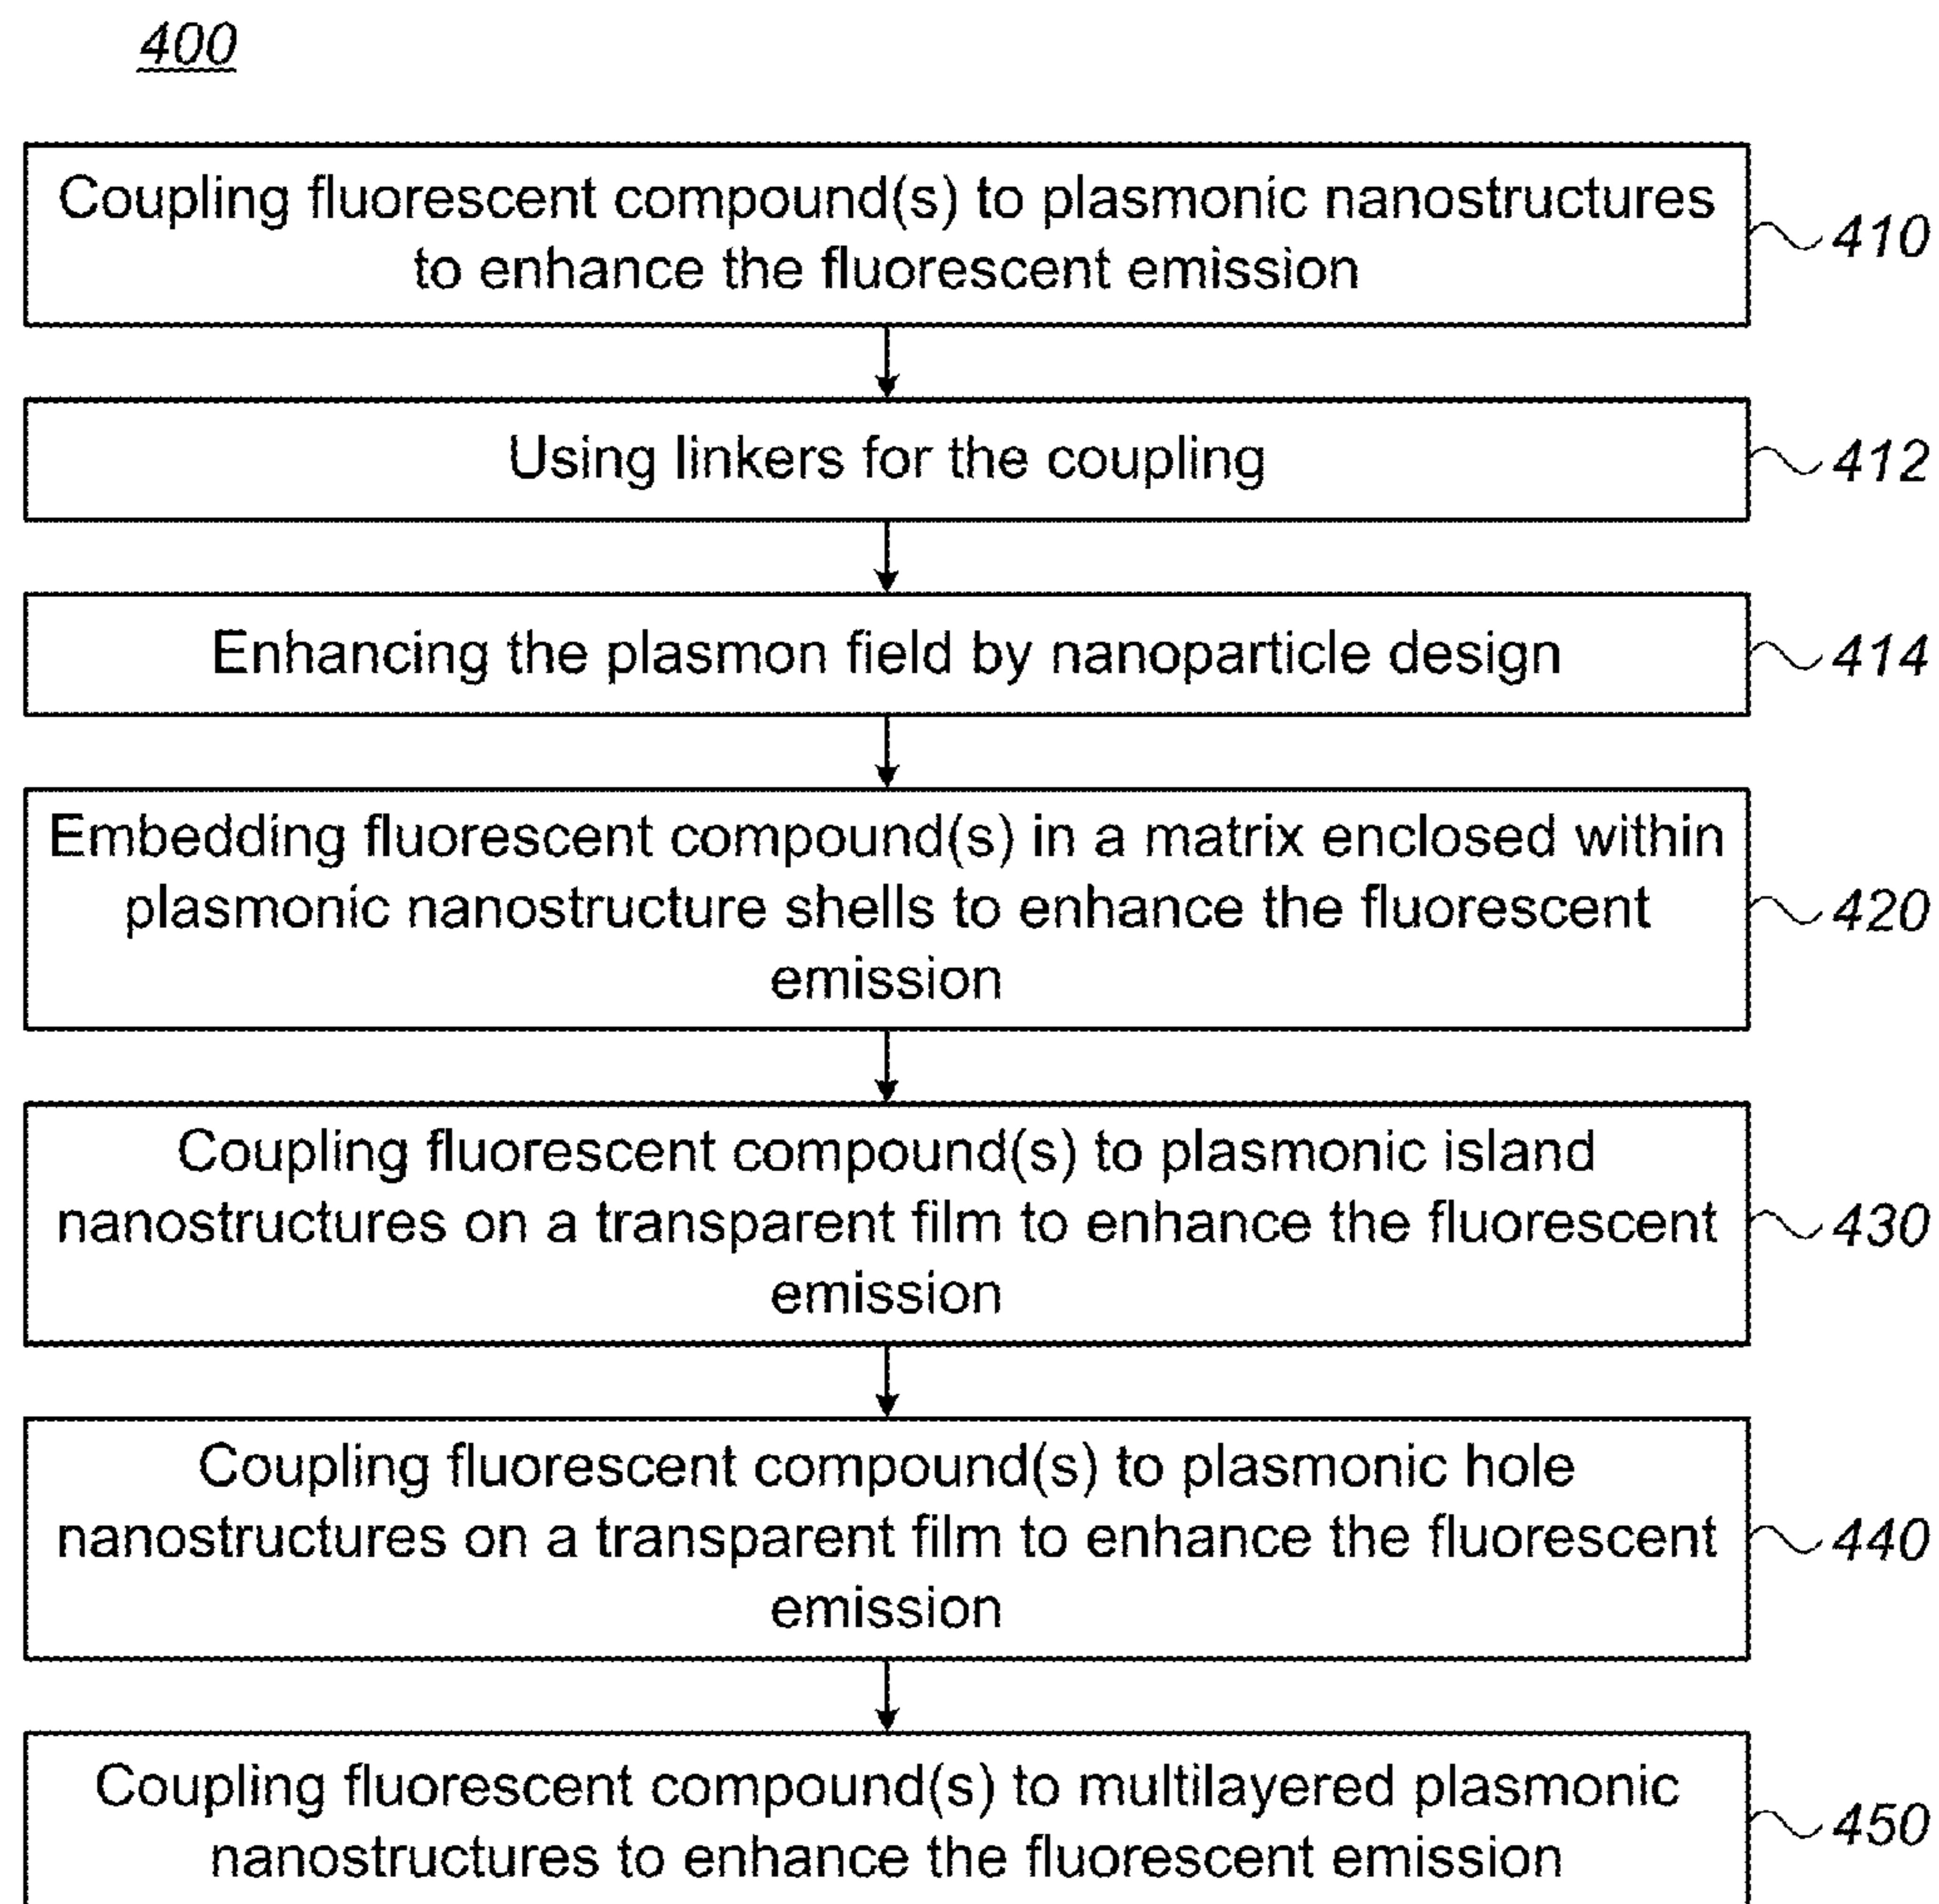 400
Coupling fluorescent compound(s) to plasmonic nanostructures
to enhance the fluorescent emission
410
Using linkers for the coupling
412
Enhancing the plasmon field by nanoparticle design
414
Embedding fluorescent compound(s) in a matrix enclosed within
plasmonic nanostructure shells to enhance the fluorescent
emission
420
Coupling fluorescent compound(s) to plasmonic island
nanostructures on a transparent film to enhance the fluorescent
emission
430
Coupling fluorescent compound(s) to plasmonic hole
nanostructures on a transparent film to enhance the fluorescent
emission
440
Coupling fluorescent compound(s) to multilayered plasmonic
nanostructures to enhance the fluorescent emission
450